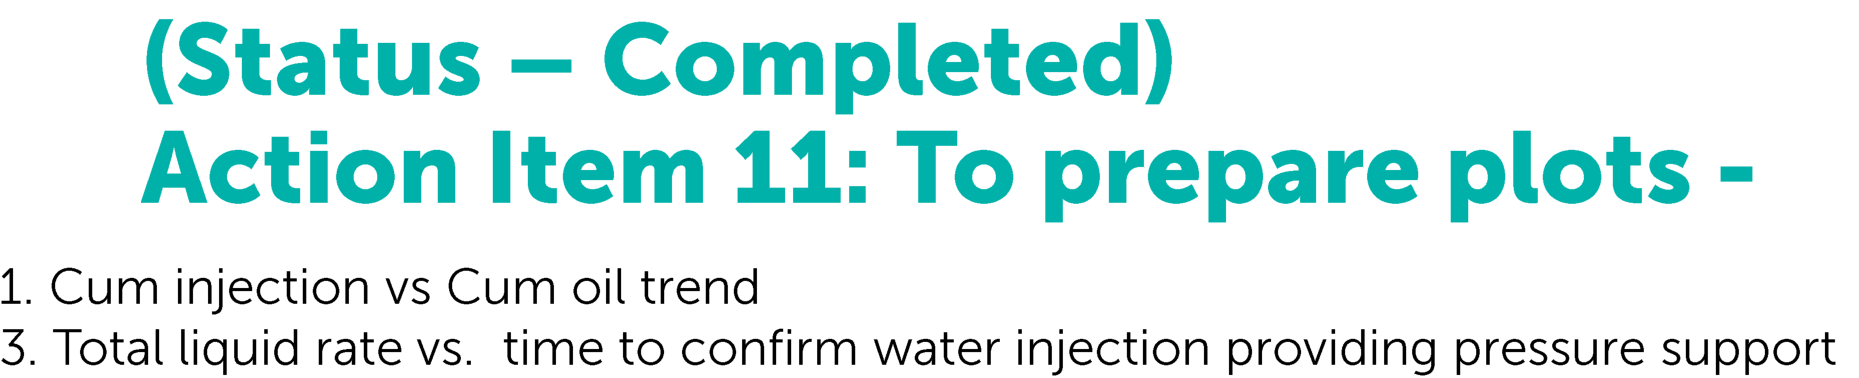 (Status – Completed)
Action Item 11: To prepare plots -
1. Cum injection vs Cum oil trend
3. Total liquid rate vs.  time to confirm water injection providing pressure support